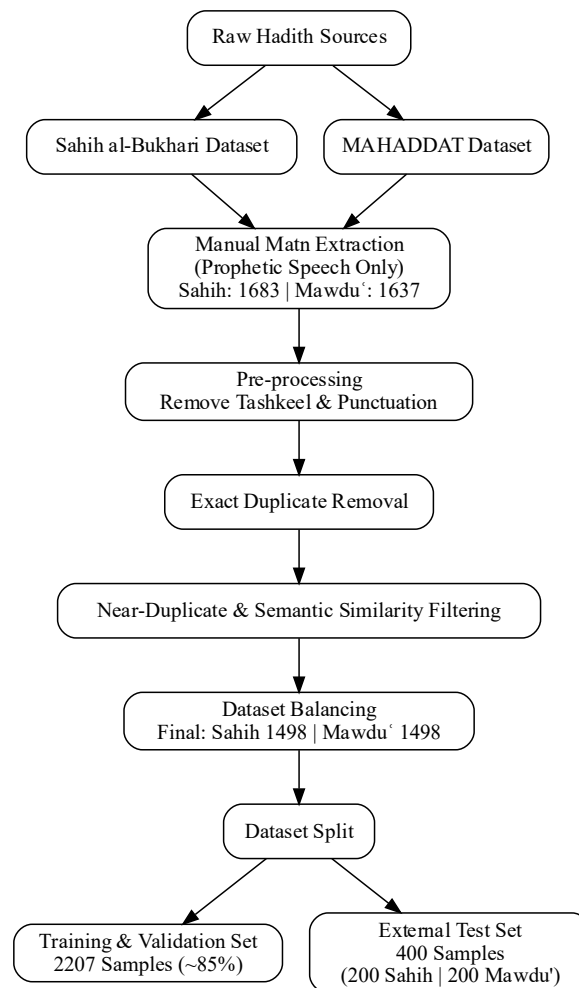 Raw Hadith Sources
Sahih al-Bukhari Dataset
MAHADDAT Dataset
Manual Matn Extraction
(Prophetic Speech Only)
Sahih: 1683 | Mawduʿ: 1637
Pre-processing
Remove Tashkeel & Punctuation
Exact Duplicate Removal
Near-Duplicate & Semantic Similarity Filtering
Dataset Balancing
Final: Sahih 1498 | Mawduʿ 1498
Dataset Split
Training & Validation Set
2207 Samples (~85%)
External Test Set
400 Samples
(200 Sahih | 200 Mawdu')